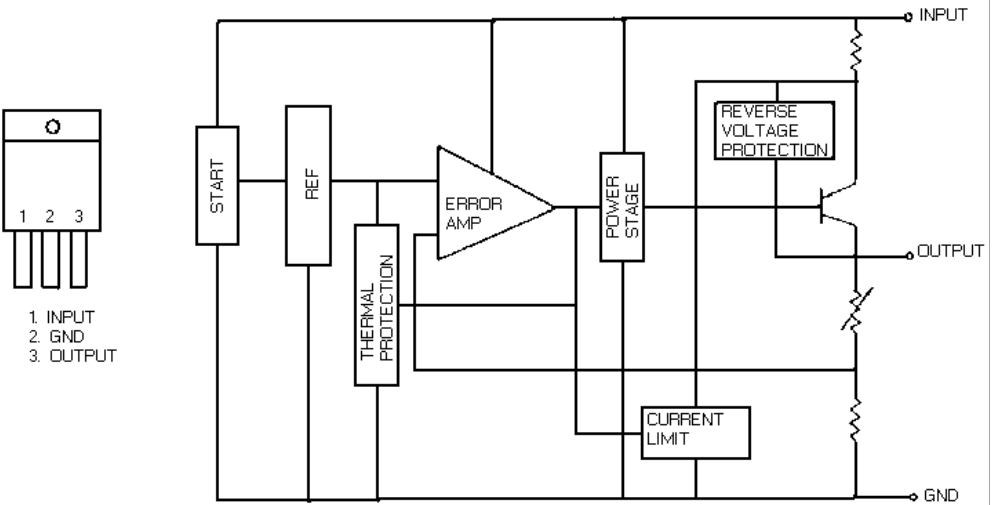 INPUT
REVERSE
VOLTAGE
PROTECTION
START
REF
ERROR
AMP
POWER
STAGE
1 2 3
OUTPUT
THERMAL
PROTECTION
1. INPUT
2. GND
3. OUTPUT
CURRENT
LIMIT
GND